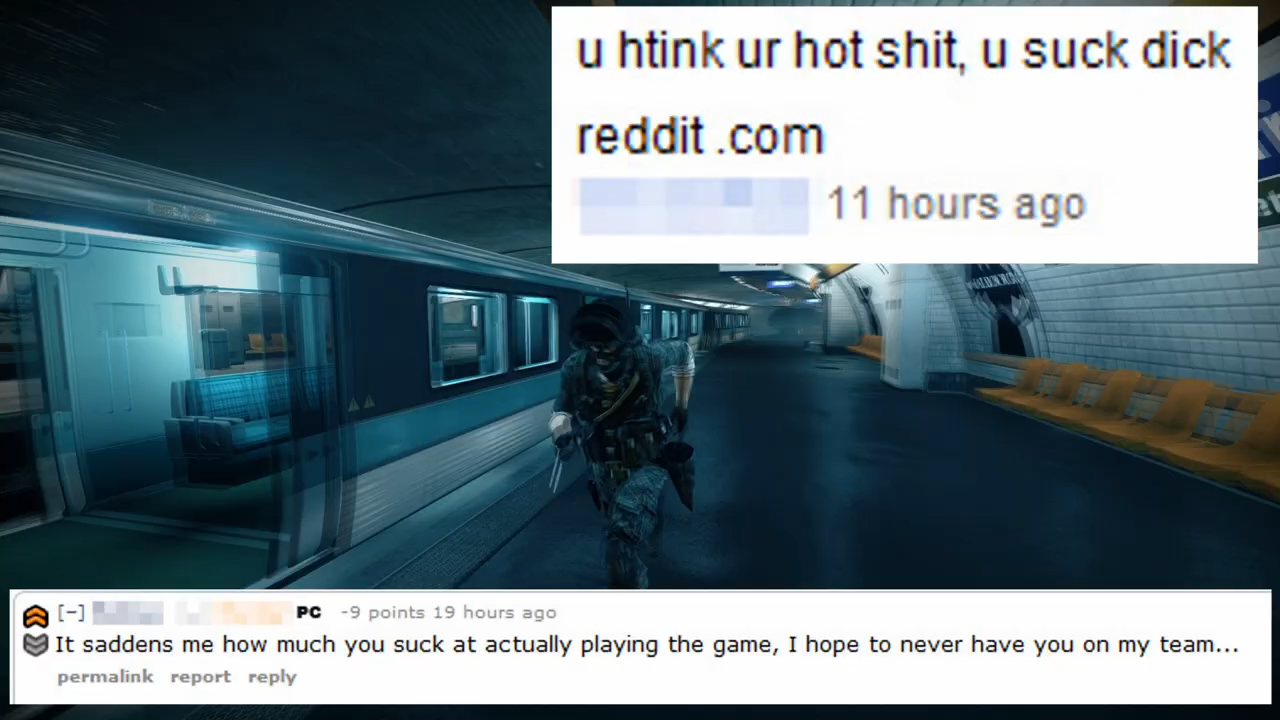 u htink ur hot shit, u suck dick
reddit .com
11 hours ago
[−] PC -9 points 19 hours ago
It saddens me how much you suck at actually playing the game, I hope to never have you on my team...
permalink report reply